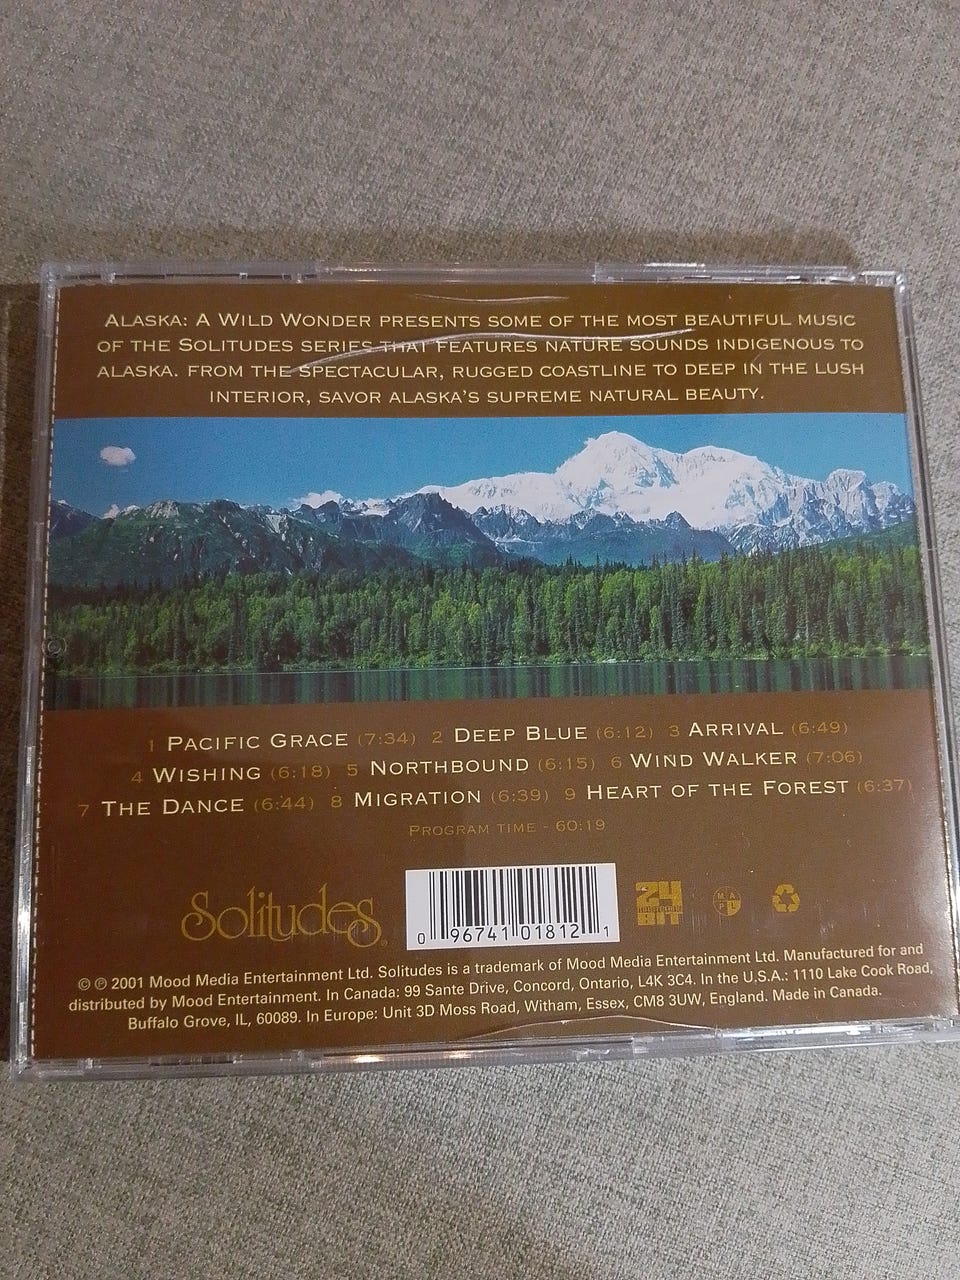 ALASKA: A WILD WONDER PRESENTS SOME OF THE MOST BEAUTIFUL MUSIC
OF THE SOLITUDES SERIES THAT FEATURES NATURE SOUNDS INDIGENOUS TO
ALASKA. FROM THE SPECTACULAR, RUGGED COASTLINE TO DEEP IN THE LUSH
INTERIOR, SAVOR ALASKA'S SUPREME NATURAL BEAUTY.
1 PACIFIC GRACE (7:34) 2 DEEP BLUE (6:12) 3 ARRIVAL (6:49)
4 WISHING (6:18) 5 NORTHBOUND (6:15) 6 WIND WALKER (7:06)
7 THE DANCE (6:44) 8 MIGRATION (6:39) 9 HEART OF THE FOREST (6:37)
PROGRAM TIME - 60:19
Solitudes®
0 96741 01812 1
24
BIT
M A P L
© ℗ 2001 Mood Media Entertainment Ltd. Solitudes is a trademark of Mood Media Entertainment Ltd. Manufactured for and
distributed by Mood Entertainment. In Canada: 99 Sante Drive, Concord, Ontario, L4K 3C4. In the U.S.A.: 1110 Lake Cook Road,
Buffalo Grove, IL, 60089. In Europe: Unit 3D Moss Road, Witham, Essex, CM8 3UW, England. Made in Canada.